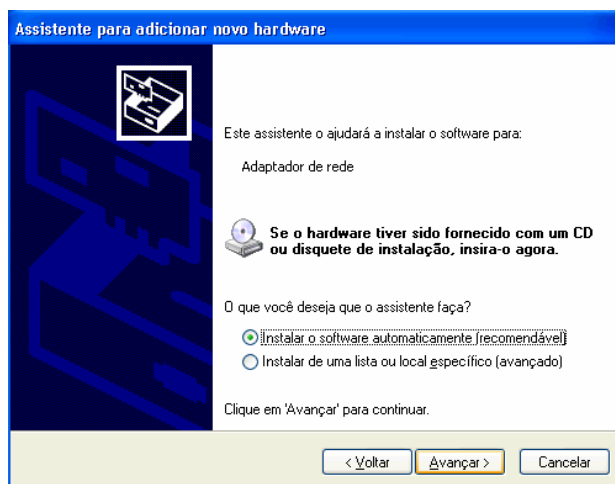 Assistente para adicionar novo hardware
Este assistente o ajudará a instalar o software para:
Adaptador de rede
Se o hardware tiver sido fornecido com um CD
ou disquete de instalação, insira-o agora.
O que você deseja que o assistente faça?
Instalar o software automaticamente (recomendável)
Instalar de uma lista ou local específico (avançado)
Clique em 'Avançar' para continuar.
< Voltar
Avançar >
Cancelar